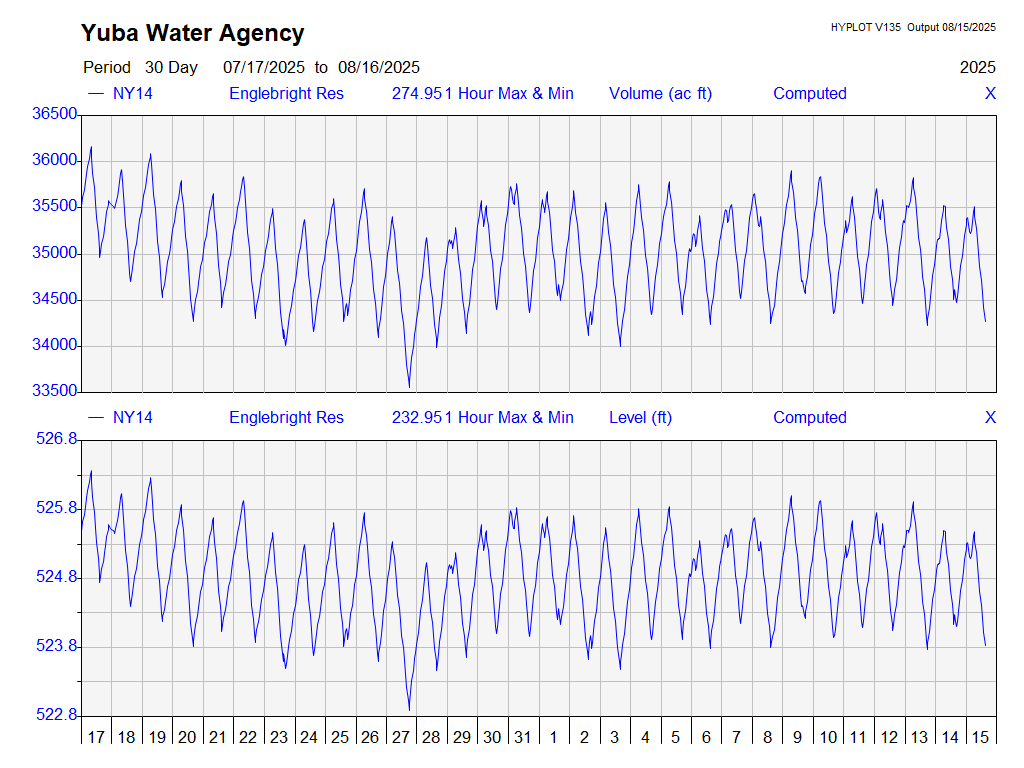 Yuba Water Agency
HYPLOT V135 Output 08/15/2025
Period 30 Day 07/17/2025 to 08/16/2025 2025
NY14 Englebright Res 274.951 Hour Max & Min Volume (ac ft) Computed X
36500
36000
35500
35000
34500
34000
33500
NY14 Englebright Res 232.951 Hour Max & Min Level (ft) Computed X
526.8
525.8
524.8
523.8
522.8
17 18 19 20 21 22 23 24 25 26 27 28 29 30 31 1 2 3 4 5 6 7 8 9 10 11 12 13 14 15